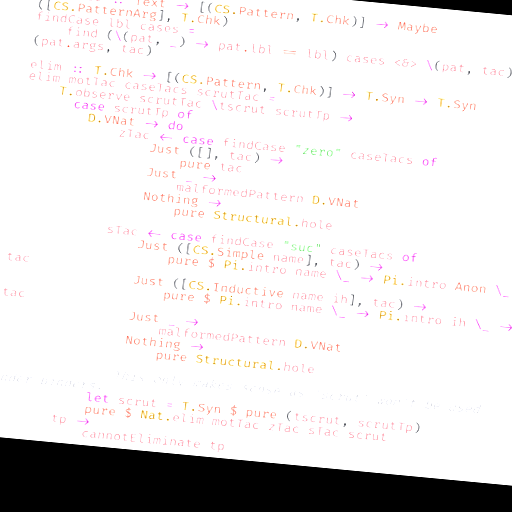 :: Text → [(CS.Pattern, T.Chk)] → Maybe
([CS.PatternArg], T.Chk)
findCase lbl cases =
find (\(pat, _) → pat.lbl == lbl) cases <&> \(pat, tac)
(pat.args, tac)
elim :: T.Chk → [(CS.Pattern, T.Chk)] → T.Syn → T.Syn
elim motTac caseTacs scrutTac =
T.observe scrutTac \tscrut scrutTp →
case scrutTp of
D.VNat → do
zTac ← case findCase "zero" caseTacs of
Just ([], tac) →
pure tac
Just _ →
malformedPattern D.VNat
Nothing →
pure Structural.hole
sTac ← case findCase "suc" caseTacs of
Just ([CS.Simple name], tac) →
pure $ Pi.intro name \_ → Pi.intro Anon \_
tac
Just ([CS.Inductive name ih], tac) →
pure $ Pi.intro name \_ → Pi.intro ih \_ →
tac
Just _ →
malformedPattern D.VNat
Nothing →
pure Structural.hole
let scrut = T.Syn $ pure (tscrut, scrutTp)
pure $ Nat.elim motTac zTac sTac scrut
tp →
cannotEliminate tp